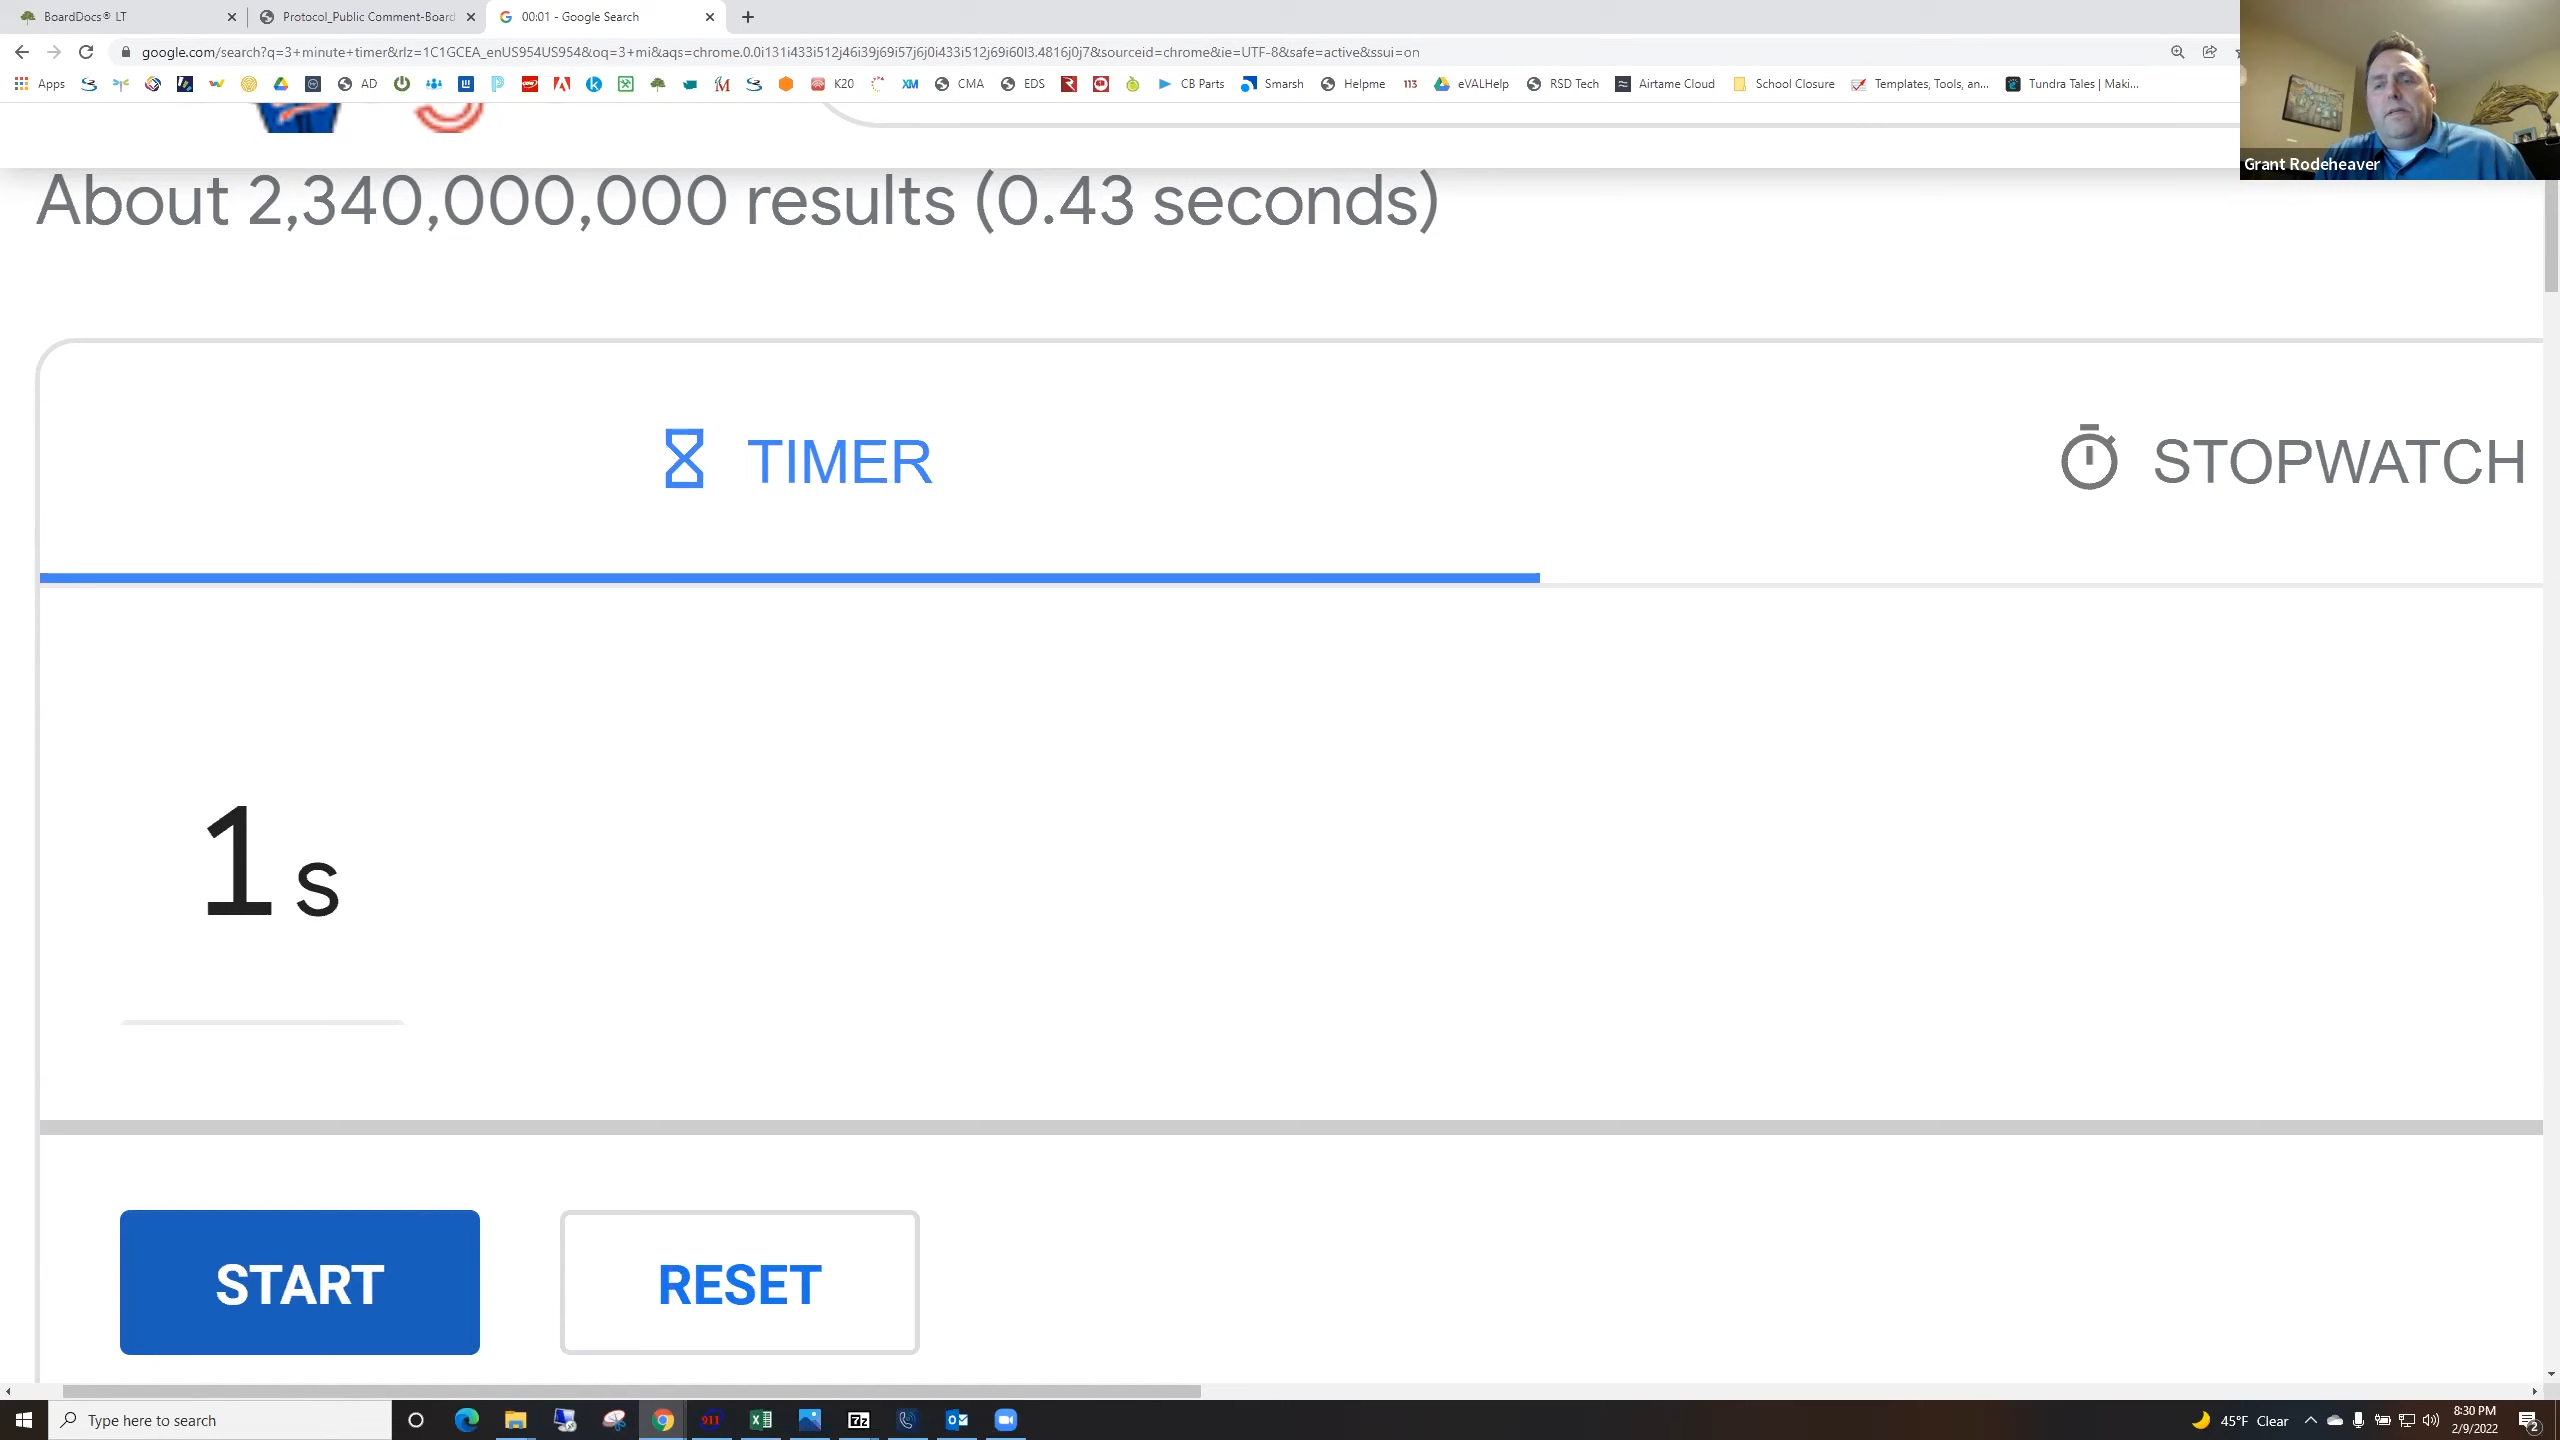 BoardDocs® LT
Protocol_Public Comment-Board
00:01 - Google Search
google.com/search?q=3+minute+timer&rlz=1C1GCEA_enUS954US954&oq=3+mi&aqs=chrome.0.0i131i433i512j46i39j69i57j6j0i433i512j69i60l3.4816j0j7&sourceid=chrome&ie=UTF-8&safe=active&ssui=on
Apps AD K20 XM CMA EDS CB Parts Smarsh Helpme 113 eVALHelp RSD Tech Airtame Cloud School Closure Templates, Tools, an... Tundra Tales | Maki...
Grant Rodeheaver
About 2,340,000,000 results (0.43 seconds)
TIMER
STOPWATCH
1 s
START
RESET
Type here to search
911
7z
45°F Clear
8:30 PM
2/9/2022
2